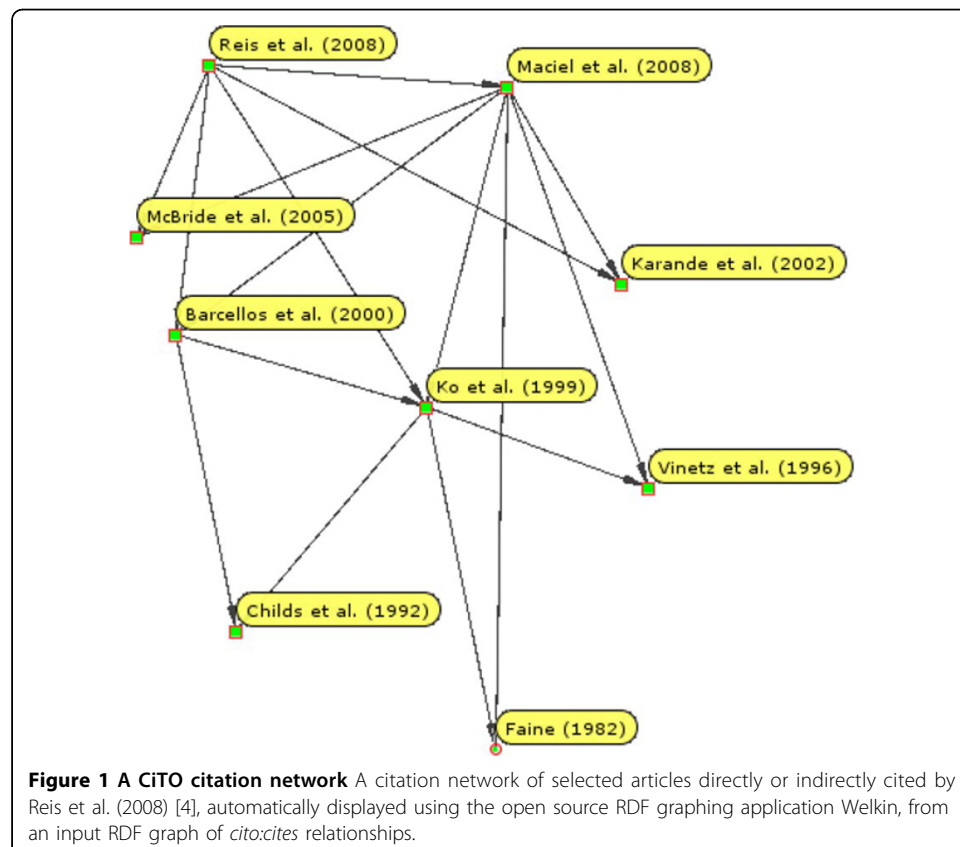 Reis et al. (2008)
Maciel et al. (2008)
McBride et al. (2005)
Karande et al. (2002)
Barcellos et al. (2000)
Ko et al. (1999)
Vinetz et al. (1996)
Childs et al. (1992)
Faine (1982)
Figure 1 A CiTO citation network A citation network of selected articles directly or indirectly cited by
Reis et al. (2008) [4], automatically displayed using the open source RDF graphing application Welkin, from
an input RDF graph of cito:cites relationships.